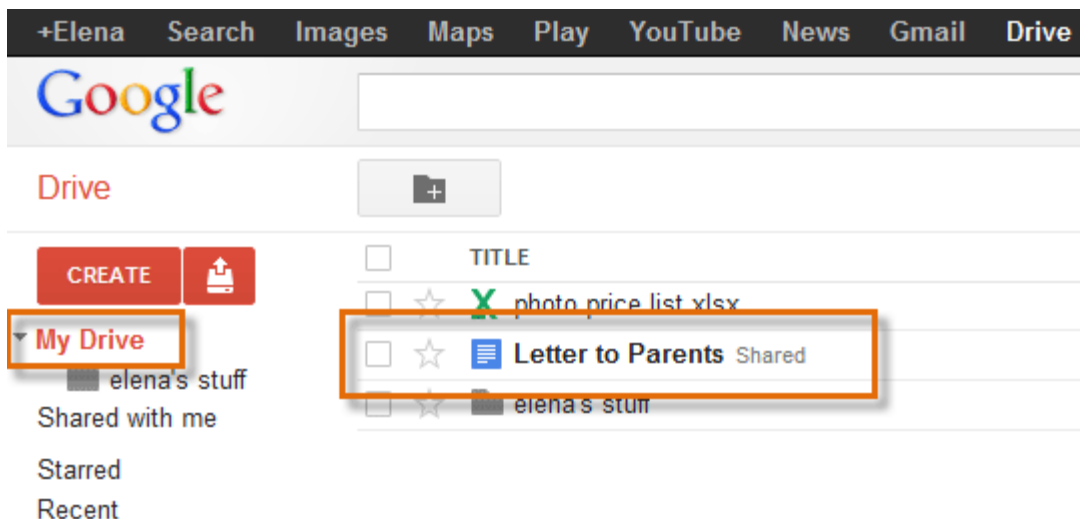 +Elena Search Images Maps Play YouTube News Gmail Drive
Google
Drive
TITLE
CREATE
photo price list.xlsx
My Drive
Letter to Parents Shared
elena's stuff
elena's stuff
Shared with me
Starred
Recent